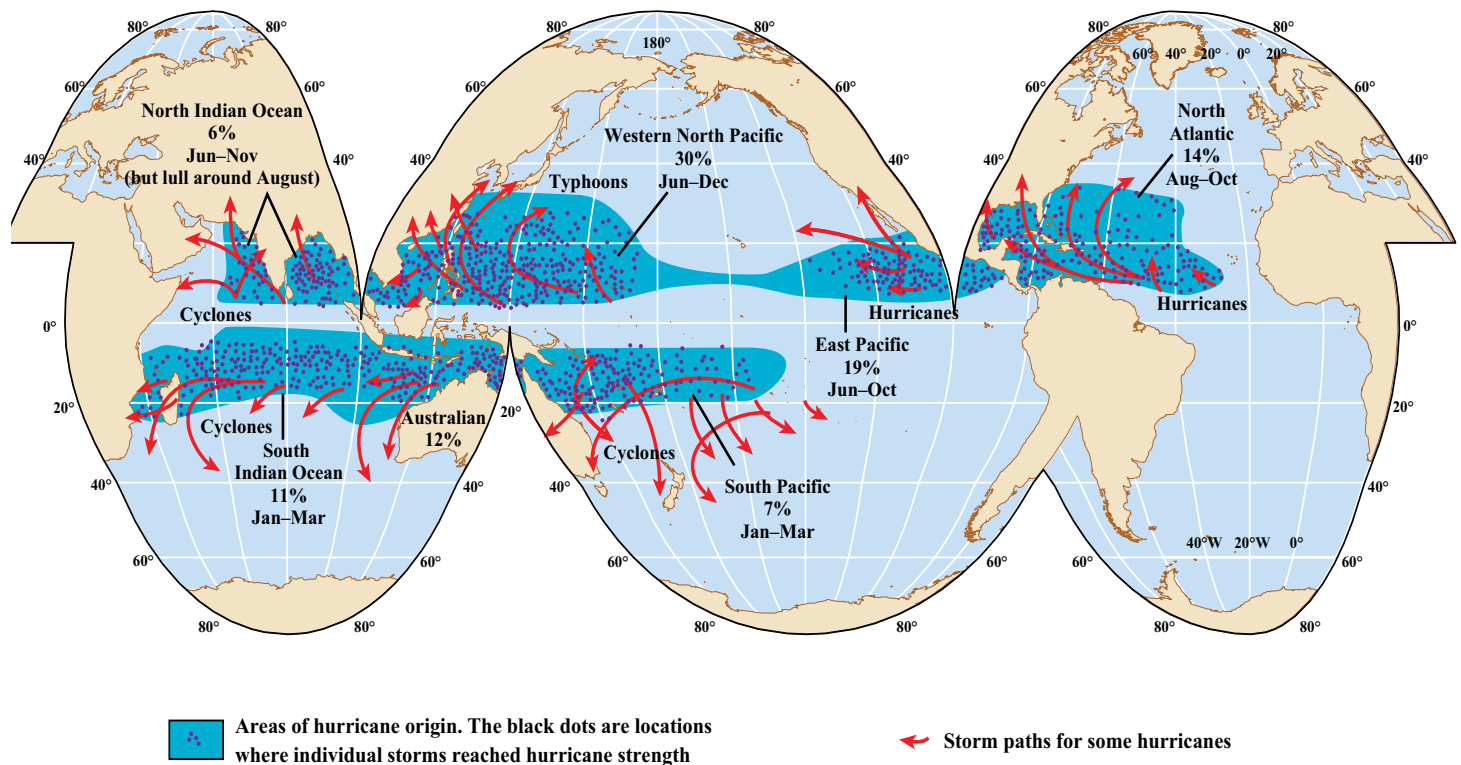 80°
80°
80°
80°
80°
180°
60° 40° 20° 0° 20°
60°
60°
60°
60°
60°
60°
North Indian Ocean
6%
Jun–Nov
(but lull around August)
Western North Pacific
30%
Jun–Dec
Typhoons
North
Atlantic
14%
Aug–Oct
40°
40°
40°
40°
40°
40°
Cyclones
Hurricanes
Hurricanes
0°
0°
East Pacific
19%
Jun–Oct
20°
20°
20°
Cyclones
Australian
12%
South
Indian Ocean
11%
Jan–Mar
Cyclones
South Pacific
7%
Jan–Mar
40°
40°
40°
40°
40°W 20°W 0°
60°
60°
60°
60°
60°
80°
80°
80°
80°
80°
80°
Areas of hurricane origin. The black dots are locations
where individual storms reached hurricane strength
Storm paths for some hurricanes